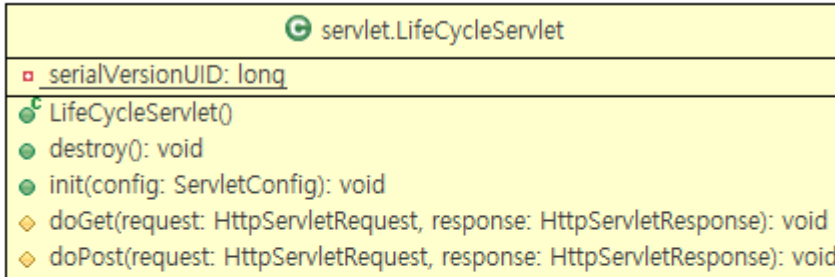 servlet.LifeCycleServlet
serialVersionUID: long
LifeCycleServlet()
destroy(): void
init(config: ServletConfig): void
doGet(request: HttpServletRequest, response: HttpServletResponse): void
doPost(request: HttpServletRequest, response: HttpServletResponse): void